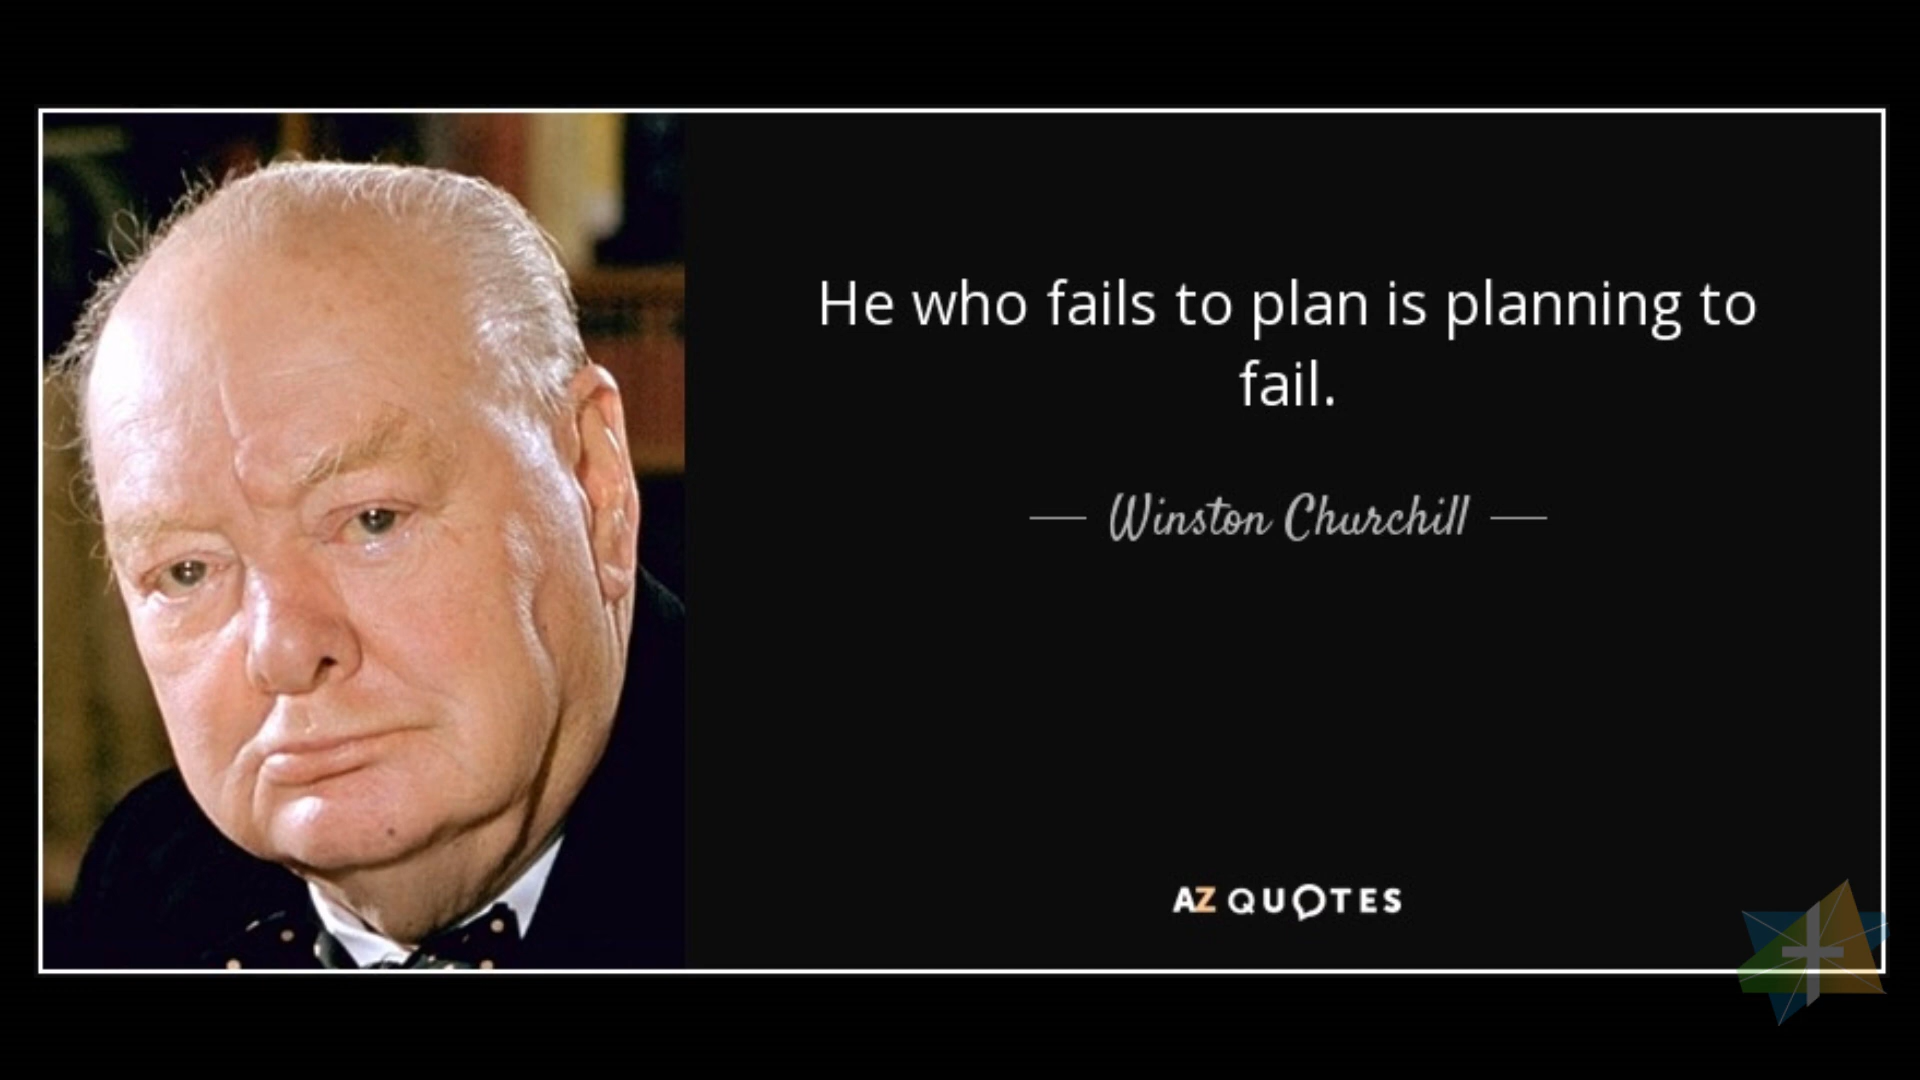 He who fails to plan is planning to
fail.
— Winston Churchill —
AZ QUOTES